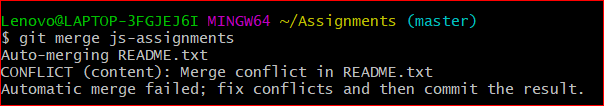 Lenovo@LAPTOP-3FGJEJ6I MINGW64 ~/Assignments (master)
$ git merge js-assignments
Auto-merging README.txt
CONFLICT (content): Merge conflict in README.txt
Automatic merge failed; fix conflicts and then commit the result.